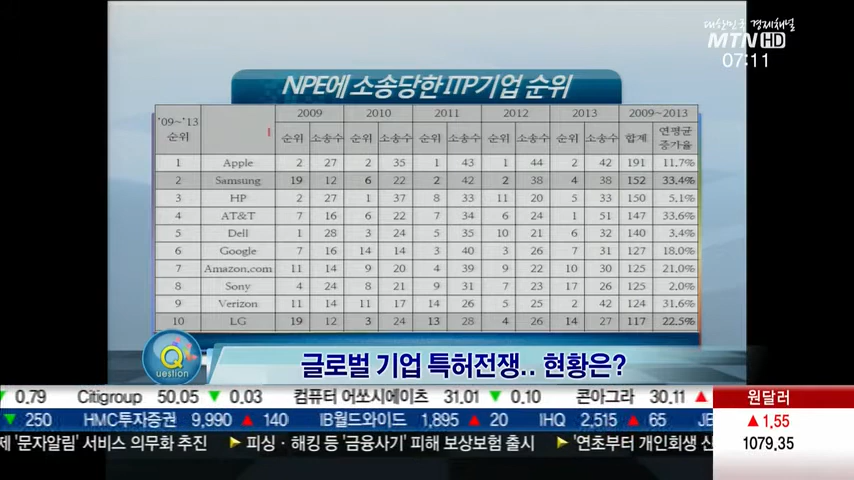 대한민국 경제채널
MTN HD
07:11
NPE에 소송당한 ITP기업 순위
'09~'13 순위 2009 2010 2011 2012 2013 2009~2013
순위 소송수 순위 소송수 순위 소송수 순위 소송수 순위 소송수 합계 연평균 증가율
1 Apple 2 27 2 35 1 43 1 44 2 42 191 11.7%
2 Samsung 19 12 6 22 2 42 2 38 4 38 152 33.4%
3 HP 2 27 1 37 8 33 11 20 5 33 150 5.1%
4 AT&T 7 16 6 22 7 34 6 24 1 51 147 33.6%
5 Dell 1 28 3 24 5 35 10 21 6 32 140 3.4%
6 Google 7 16 14 14 3 40 3 26 7 31 127 18.0%
7 Amazon.com 11 14 9 20 4 39 9 22 10 30 125 21.0%
8 Sony 4 24 8 21 9 31 7 23 17 26 125 2.0%
9 Verizon 11 14 11 17 14 26 5 25 2 42 124 31.6%
10 LG 19 12 3 24 13 28 4 26 14 27 117 22.5%
Question
글로벌 기업 특허전쟁.. 현황은?
▼ 0.79 Citigroup 50.05 ▼ 0.03 컴퓨터 어쏘시에이츠 31.01 ▼ 0.10 콘아그라 30.11 ▲
▼ 250 HMC투자증권 9,990 ▲ 140 IB월드와이드 1,895 ▲ 20 IHQ 2,515 ▲ 65
제 '문자알림' 서비스 의무화 추진 ▶ 피싱·해킹 등 '금융사기' 피해 보상보험 출시 ▶ '연초부터 개인회생 신
원달러
▲ 1.55
1079.35